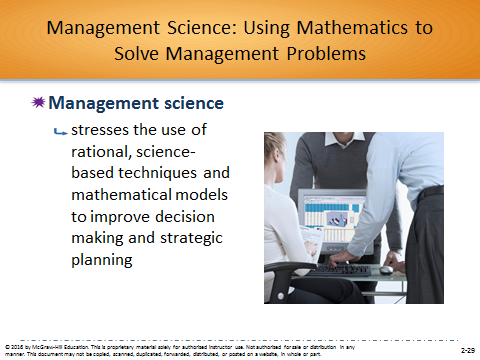 Management Science: Using Mathematics to
Solve Management Problems
Management science
stresses the use of
rational, science-
based techniques and
mathematical models
to improve decision
making and strategic
planning
© 2016 by McGraw-Hill Education. This is proprietary material solely for authorized instructor use. Not authorized for sale or distribution in any
manner. This document may not be copied, scanned, duplicated, forwarded, distributed, or posted on a website, in whole or part.
2-29